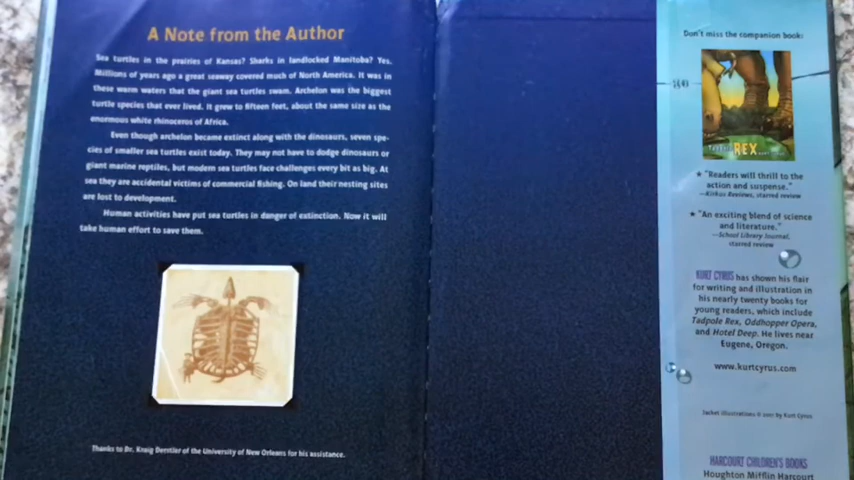 A Note from the Author
Sea turtles in the prairies of Kansas? Sharks in landlocked Manitoba? Yes.
Millions of years ago a great seaway covered much of North America. It was in
these warm waters that the giant sea turtles swam. Archelon was the biggest
turtle species that ever lived. It grew to fifteen feet, about the same size as the
enormous white rhinoceros of Africa.
Even though archelon became extinct along with the dinosaurs, seven spe-
cies of smaller sea turtles exist today. They may not have to dodge dinosaurs or
giant marine reptiles, but modern sea turtles face challenges every bit as big. At
sea they are accidental victims of commercial fishing. On land their nesting sites
are lost to development.
Human activities have put sea turtles in danger of extinction. Now it will
take human effort to save them.
Thanks to Dr. Kraig Derstler of the University of New Orleans for his assistance.
Don't miss the companion book:
Tadpole REX
★ "Readers will thrill to the
action and suspense."
—Kirkus Reviews, starred review
★ "An exciting blend of science
and literature."
—School Library Journal,
starred review
KURT CYRUS has shown his flair
for writing and illustration in
his nearly twenty books for
young readers, which include
Tadpole Rex, Oddhopper Opera,
and Hotel Deep. He lives near
Eugene, Oregon.
www.kurtcyrus.com
Jacket illustrations © 2011 by Kurt Cyrus
HARCOURT CHILDREN'S BOOKS
Houghton Mifflin Harcourt